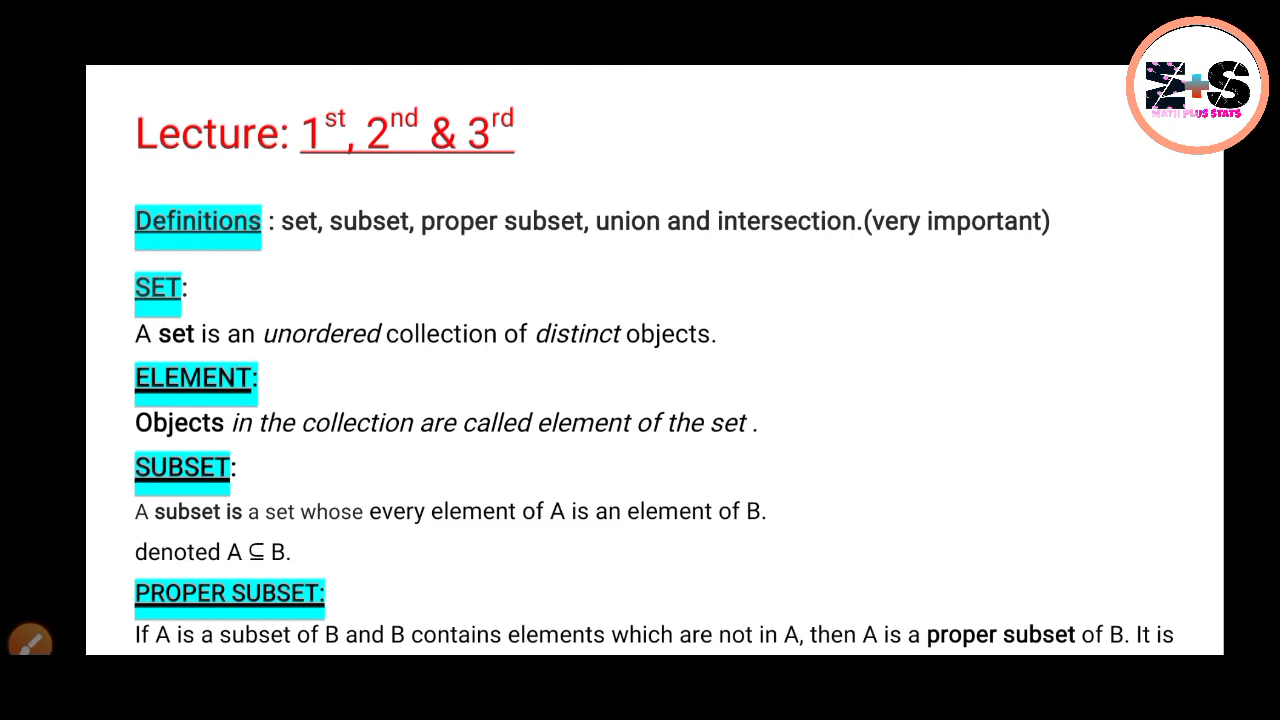 Lecture: 1st, 2nd & 3rd
Definitions : set, subset, proper subset, union and intersection.(very important)
SET:
A set is an unordered collection of distinct objects.
ELEMENT:
Objects in the collection are called element of the set .
SUBSET:
A subset is a set whose every element of A is an element of B.
denoted A ⊆ B.
PROPER SUBSET:
If A is a subset of B and B contains elements which are not in A, then A is a proper subset of B. It is
MATH PLUS STATS